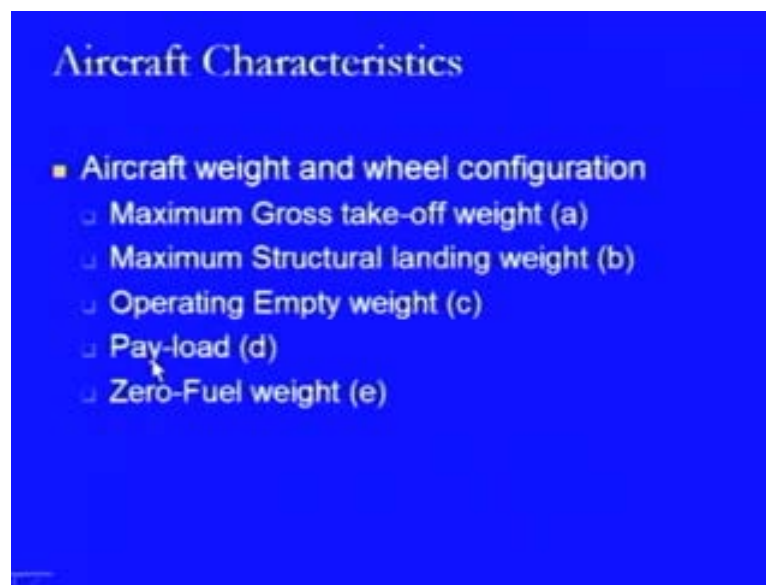 Aircraft Characteristics
Aircraft weight and wheel configuration
Maximum Gross take-off weight (a)
Maximum Structural landing weight (b)
Operating Empty weight (c)
Pay-load (d)
Zero-Fuel weight (e)